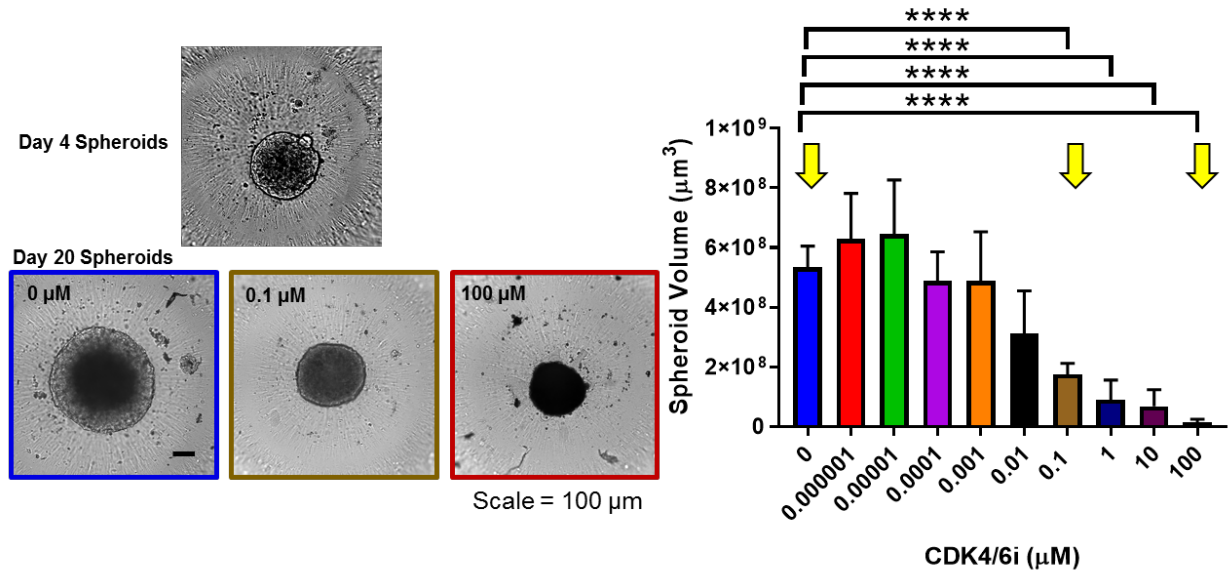 Day 4 Spheroids
Day 20 Spheroids
0 µM
0.1 µM
100 µM
Scale = 100 µm
****
****
****
****
Spheroid Volume (µm³)
1×10⁹
8×10⁸
6×10⁸
4×10⁸
2×10⁸
0
0
0.000001
0.00001
0.0001
0.001
0.01
0.1
1
10
100
CDK4/6i (µM)